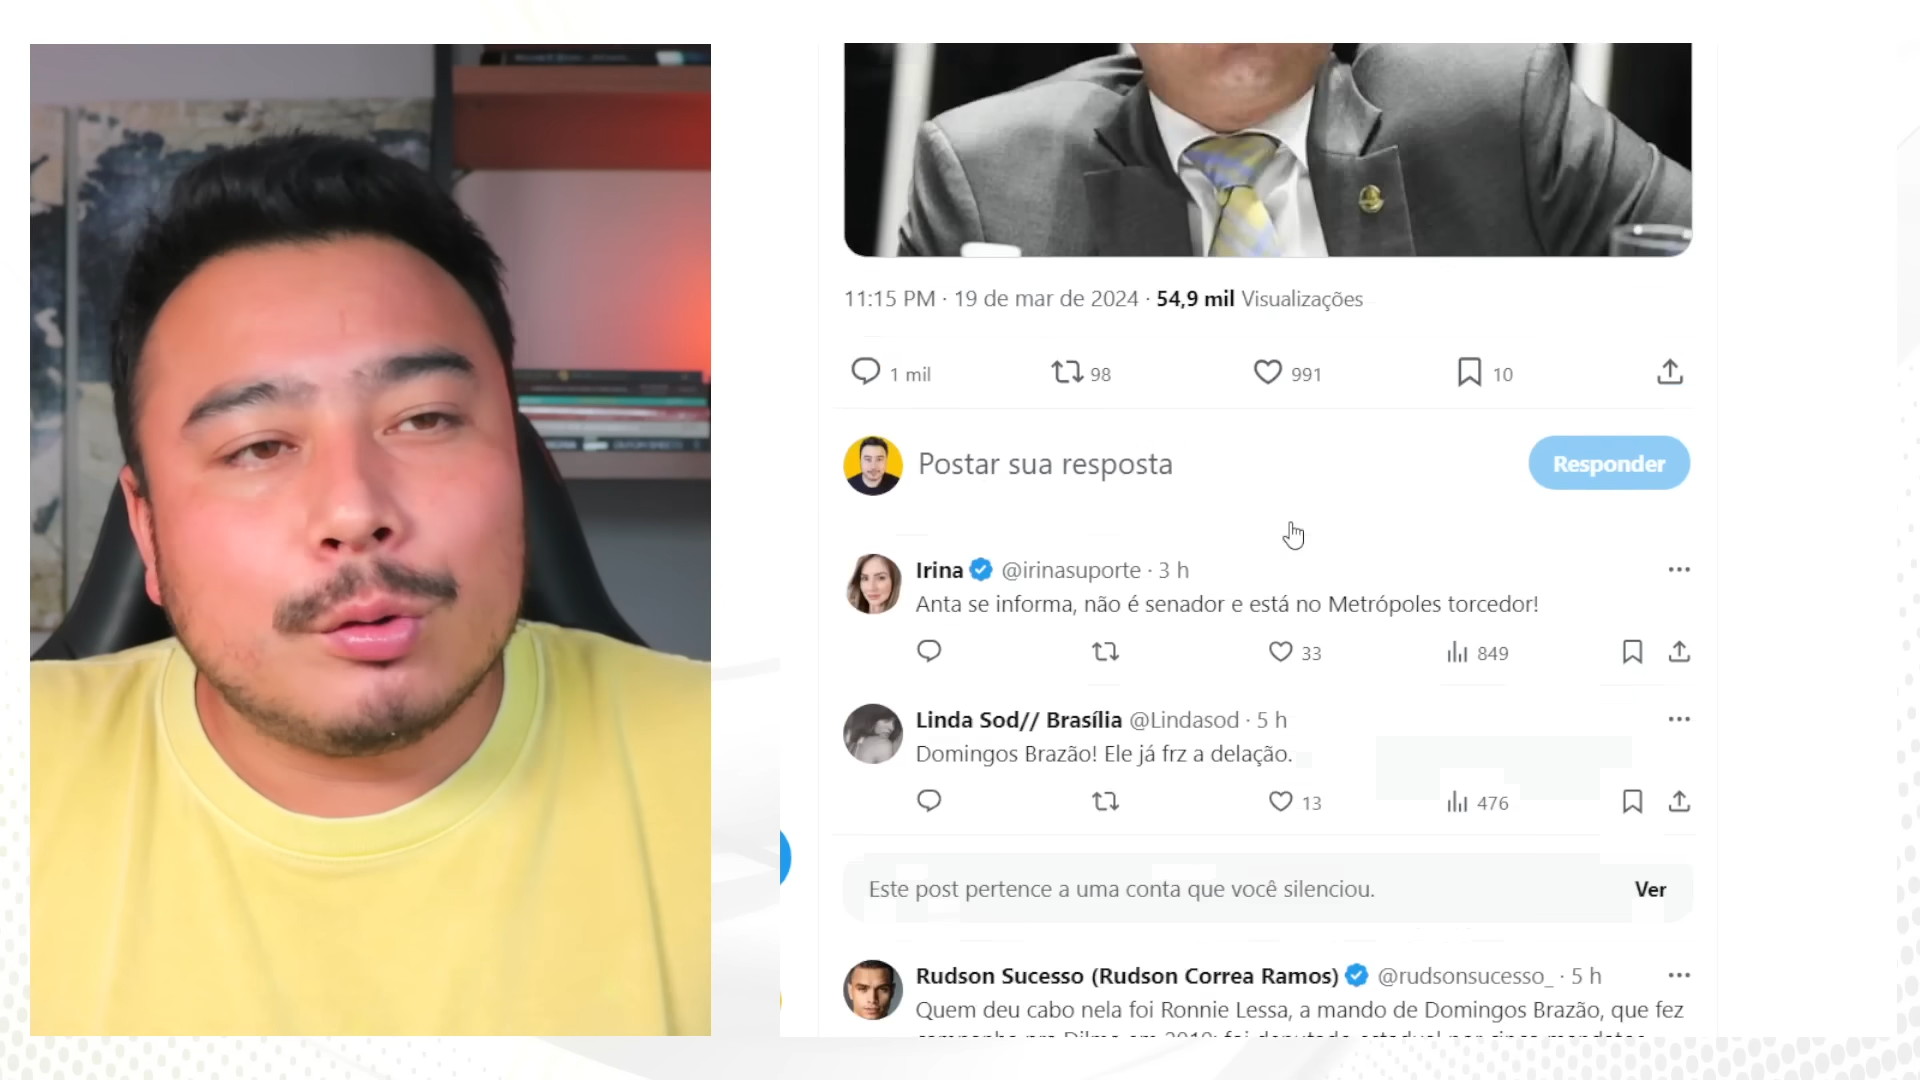 11:15 PM · 19 de mar de 2024 · 54,9 mil Visualizações
1 mil 98 991 10
Postar sua resposta Responder
Irina @irinasuporte · 3 h
Anta se informa, não é senador e está no Metrópoles torcedor!
33 849
Linda Sod// Brasília @Lindasod · 5 h
Domingos Brazão! Ele já frz a delação.
13 476
Este post pertence a uma conta que você silenciou. Ver
Rudson Sucesso (Rudson Correa Ramos) @rudsonsucesso_ · 5 h
Quem deu cabo nela foi Ronnie Lessa, a mando de Domingos Brazão, que fez